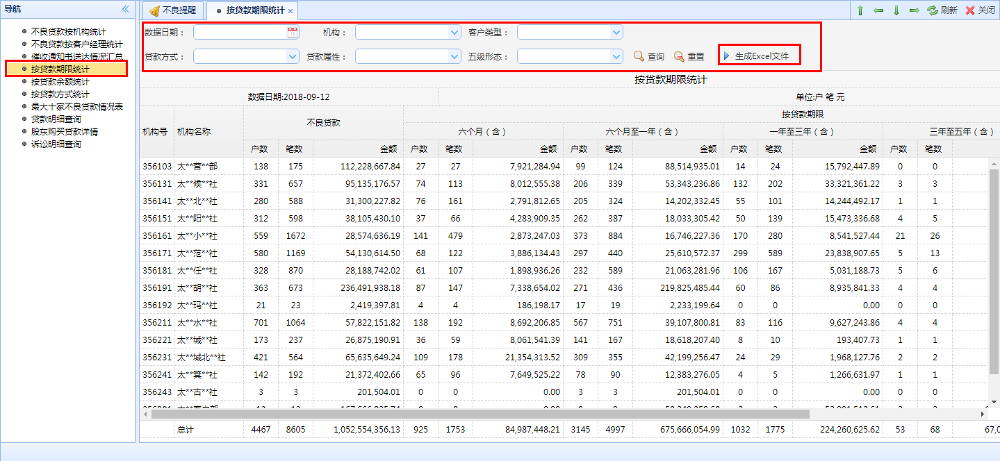 导航
不良贷款按机构统计
不良贷款按客户经理统计
催收通知书送达情况汇总
按贷款期限统计
按贷款余额统计
按贷款方式统计
最大十家不良贷款情况表
贷款明细查询
股东购买贷款详情
诉讼明细查询
不良提醒 按贷款期限统计 × 刷新 关闭
数据日期： 机构： 客户类型：
贷款方式： 贷款属性： 五级形态： 查询 重置 生成Excel文件
按贷款期限统计
数据日期:2018-09-12 单位:户 笔 元
机构号 机构名称 不良贷款 按贷款期限
六个月（含） 六个月至一年（含） 一年至三年（含） 三年至五年（含）
户数 笔数 金额 户数 笔数 金额 户数 笔数 金额 户数 笔数 金额 户数 笔数
356103 太**营**部 138 175 112,228,667.84 27 27 7,921,284.94 99 124 88,514,935.01 14 24 15,792,447.89 0 0
356131 太**候**社 331 657 95,135,176.57 74 113 8,012,555.38 206 339 53,343,236.86 132 202 33,321,361.22 3 3
356141 太**北**社 280 588 31,300,227.82 76 161 2,791,812.65 205 324 14,202,332.45 55 101 14,244,492.17 1 1
356151 太**阳**社 312 598 38,105,430.10 37 66 4,283,909.35 262 387 18,033,305.42 50 139 15,473,336.68 4 5
356161 太**小**社 559 1672 28,574,636.19 141 479 2,873,247.03 373 884 16,746,227.36 170 280 8,541,527.44 21 26
356171 太**范**社 580 1169 54,130,614.50 68 122 3,886,134.43 297 440 25,610,572.37 299 589 23,838,907.65 5 13
356181 太**任**社 328 870 28,188,742.02 61 107 1,898,936.26 232 589 21,063,281.96 106 167 5,031,188.73 5 6
356191 太**胡**社 363 673 236,491,938.18 87 147 7,338,654.02 271 436 219,825,485.44 60 86 8,935,841.33 4 4
356192 太**玛**社 21 23 2,419,397.81 4 4 186,198.17 17 19 2,233,199.64 0 0 0.00 0 0
356211 太**水**社 701 1064 57,822,151.82 138 192 8,692,206.85 567 751 39,107,800.81 83 116 9,627,243.86 4 4
356221 太**城**社 173 237 26,875,190.91 36 59 8,061,541.39 141 167 18,618,207.40 8 10 193,407.73 1 1
356231 太**城北**社 421 564 65,635,649.24 109 178 21,354,313.52 309 355 42,199,256.47 24 29 1,968,127.76 2 2
356241 太**箕**社 142 192 21,372,402.66 65 96 7,649,525.22 78 90 12,383,276.05 4 5 1,266,631.97 1 1
356243 太**古**社 3 3 201,504.01 0 0 0.00 3 3 201,504.01 0 0 0.00 0 0
总计 4467 8605 1,052,554,356.13 925 1753 84,987,448.21 3145 4997 675,666,054.99 1032 1775 224,260,625.62 53 68 67,0